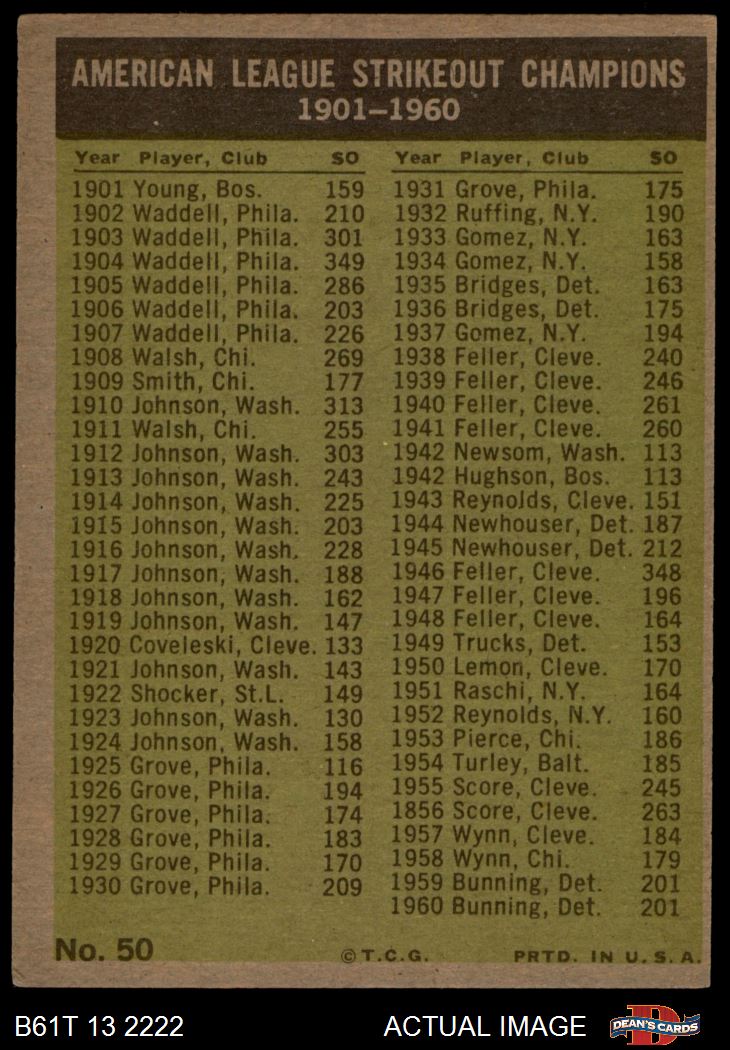 AMERICAN LEAGUE STRIKEOUT CHAMPIONS
1901–1960
Year Player, Club SO
1901 Young, Bos. 159
1902 Waddell, Phila. 210
1903 Waddell, Phila. 301
1904 Waddell, Phila. 349
1905 Waddell, Phila. 286
1906 Waddell, Phila. 203
1907 Waddell, Phila. 226
1908 Walsh, Chi. 269
1909 Smith, Chi. 177
1910 Johnson, Wash. 313
1911 Walsh, Chi. 255
1912 Johnson, Wash. 303
1913 Johnson, Wash. 243
1914 Johnson, Wash. 225
1915 Johnson, Wash. 203
1916 Johnson, Wash. 228
1917 Johnson, Wash. 188
1918 Johnson, Wash. 162
1919 Johnson, Wash. 147
1920 Coveleski, Cleve. 133
1921 Johnson, Wash. 143
1922 Shocker, St.L. 149
1923 Johnson, Wash. 130
1924 Johnson, Wash. 158
1925 Grove, Phila. 116
1926 Grove, Phila. 194
1927 Grove, Phila. 174
1928 Grove, Phila. 183
1929 Grove, Phila. 170
1930 Grove, Phila. 209
Year Player, Club SO
1931 Grove, Phila. 175
1932 Ruffing, N.Y. 190
1933 Gomez, N.Y. 163
1934 Gomez, N.Y. 158
1935 Bridges, Det. 163
1936 Bridges, Det. 175
1937 Gomez, N.Y. 194
1938 Feller, Cleve. 240
1939 Feller, Cleve. 246
1940 Feller, Cleve. 261
1941 Feller, Cleve. 260
1942 Newsom, Wash. 113
1942 Hughson, Bos. 113
1943 Reynolds, Cleve. 151
1944 Newhouser, Det. 187
1945 Newhouser, Det. 212
1946 Feller, Cleve. 348
1947 Feller, Cleve. 196
1948 Feller, Cleve. 164
1949 Trucks, Det. 153
1950 Lemon, Cleve. 170
1951 Raschi, N.Y. 164
1952 Reynolds, N.Y. 160
1953 Pierce, Chi. 186
1954 Turley, Balt. 185
1955 Score, Cleve. 245
1856 Score, Cleve. 263
1957 Wynn, Cleve. 184
1958 Wynn, Chi. 179
1959 Bunning, Det. 201
1960 Bunning, Det. 201
No. 50 © T.C.G. PRTD. IN U.S.A.
B61T 13 2222 ACTUAL IMAGE DEAN'S CARDS